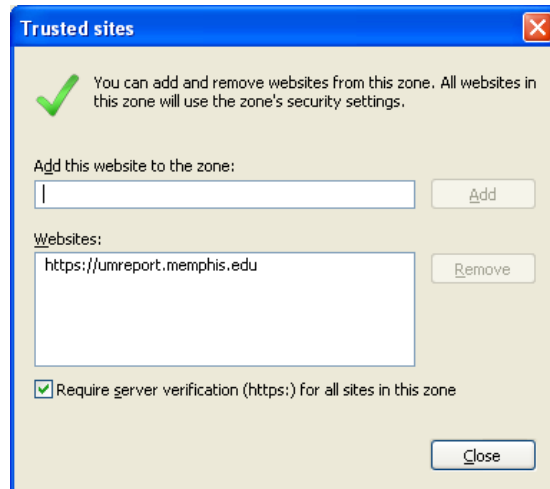 Trusted sites
You can add and remove websites from this zone. All websites in
this zone will use the zone's security settings.
Add this website to the zone:
Add
Websites:
https://umreport.memphis.edu
Remove
Require server verification (https:) for all sites in this zone
Close